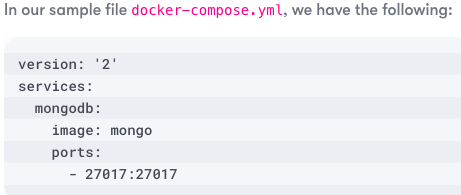 In our sample file docker-compose.yml, we have the following:
version: '2'
services:
  mongodb:
    image: mongo
    ports:
      - 27017:27017